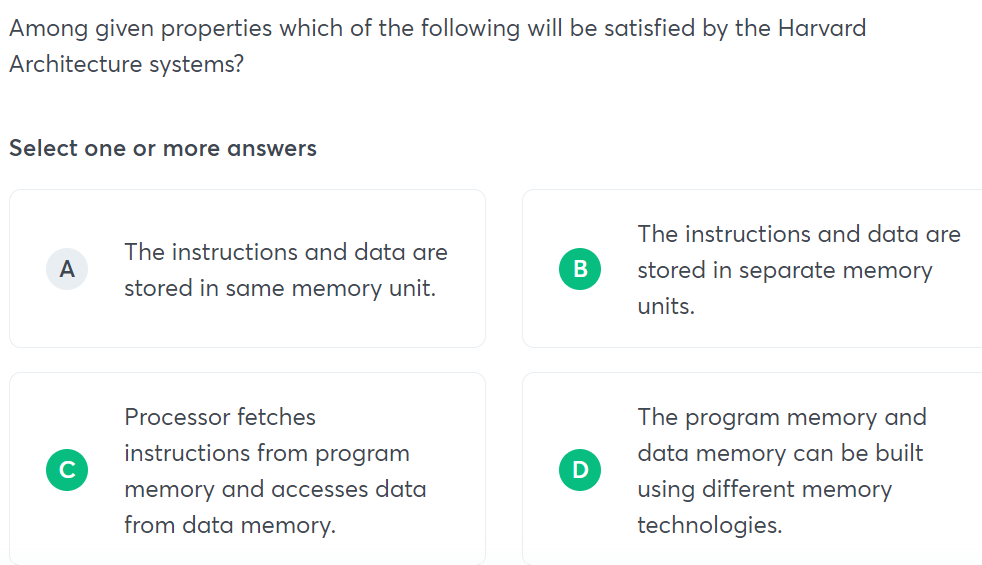 Among given properties which of the following will be satisfied by the Harvard
Architecture systems?
Select one or more answers
A
The instructions and data are
stored in same memory unit.
B
The instructions and data are
stored in separate memory
units.
C
Processor fetches
instructions from program
memory and accesses data
from data memory.
D
The program memory and
data memory can be built
using different memory
technologies.